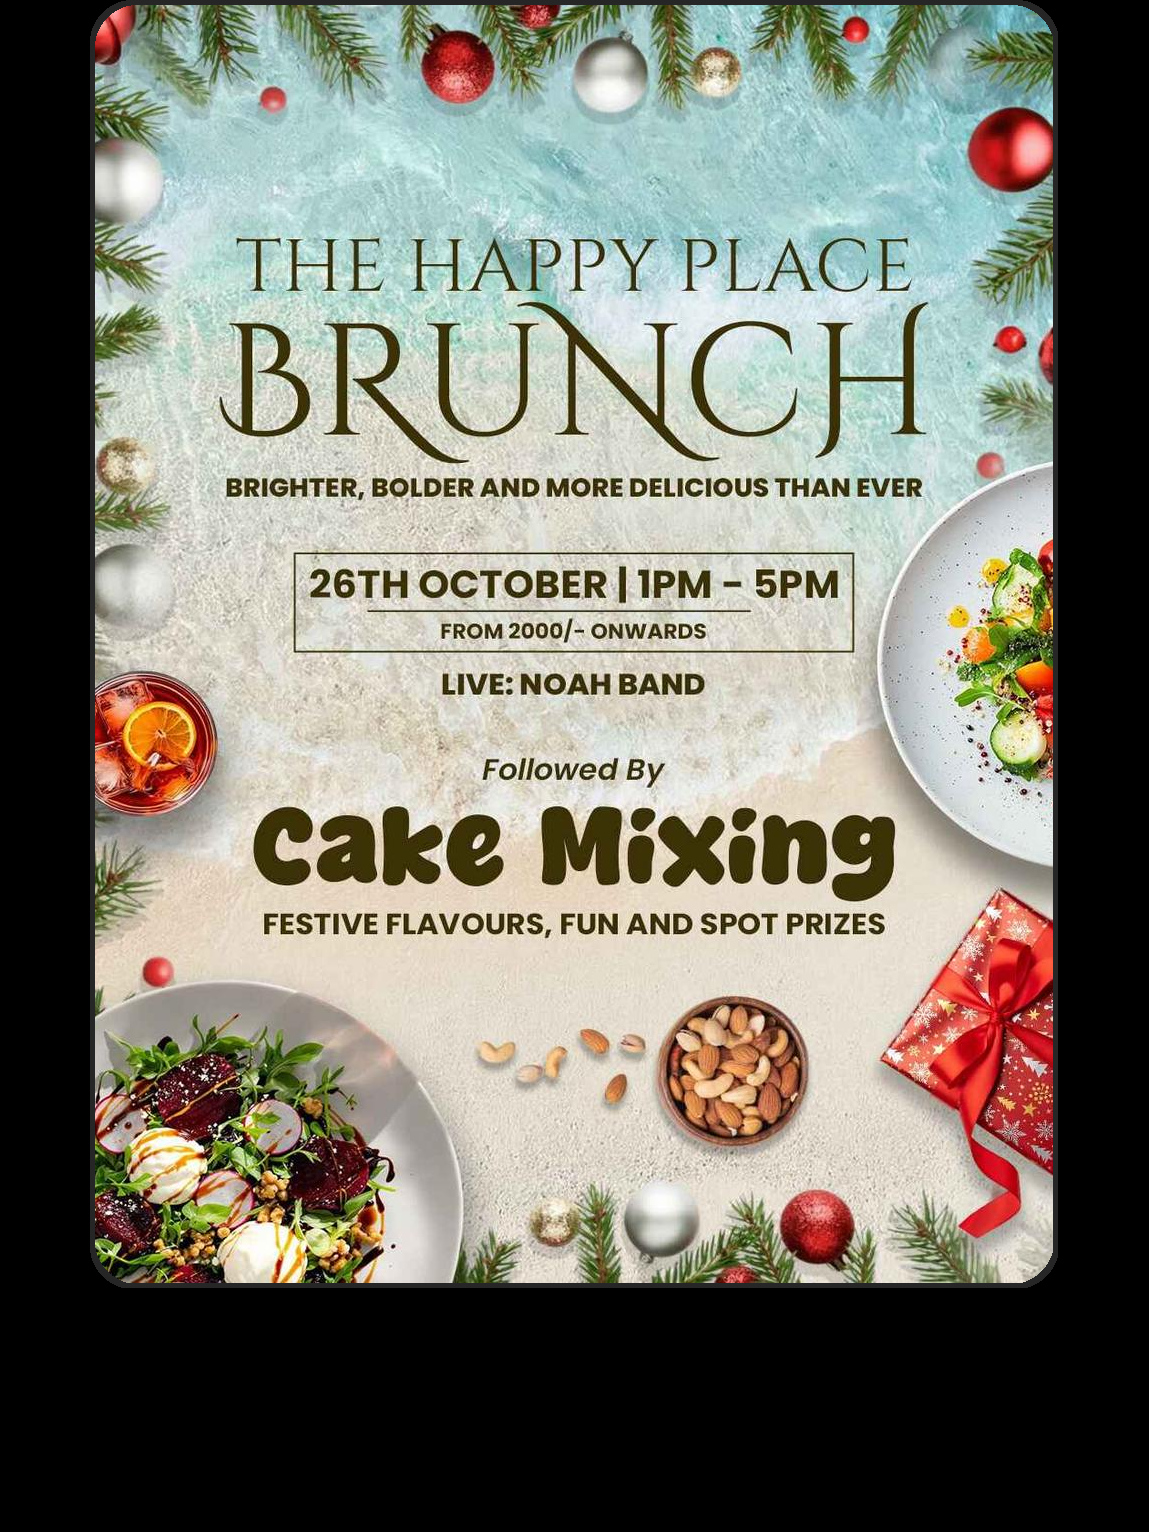 THE HAPPY PLACE
BRUNCH
BRIGHTER, BOLDER AND MORE DELICIOUS THAN EVER
26TH OCTOBER | 1PM - 5PM
FROM 2000/- ONWARDS
LIVE: NOAH BAND
Followed By
Cake Mixing
FESTIVE FLAVOURS, FUN AND SPOT PRIZES